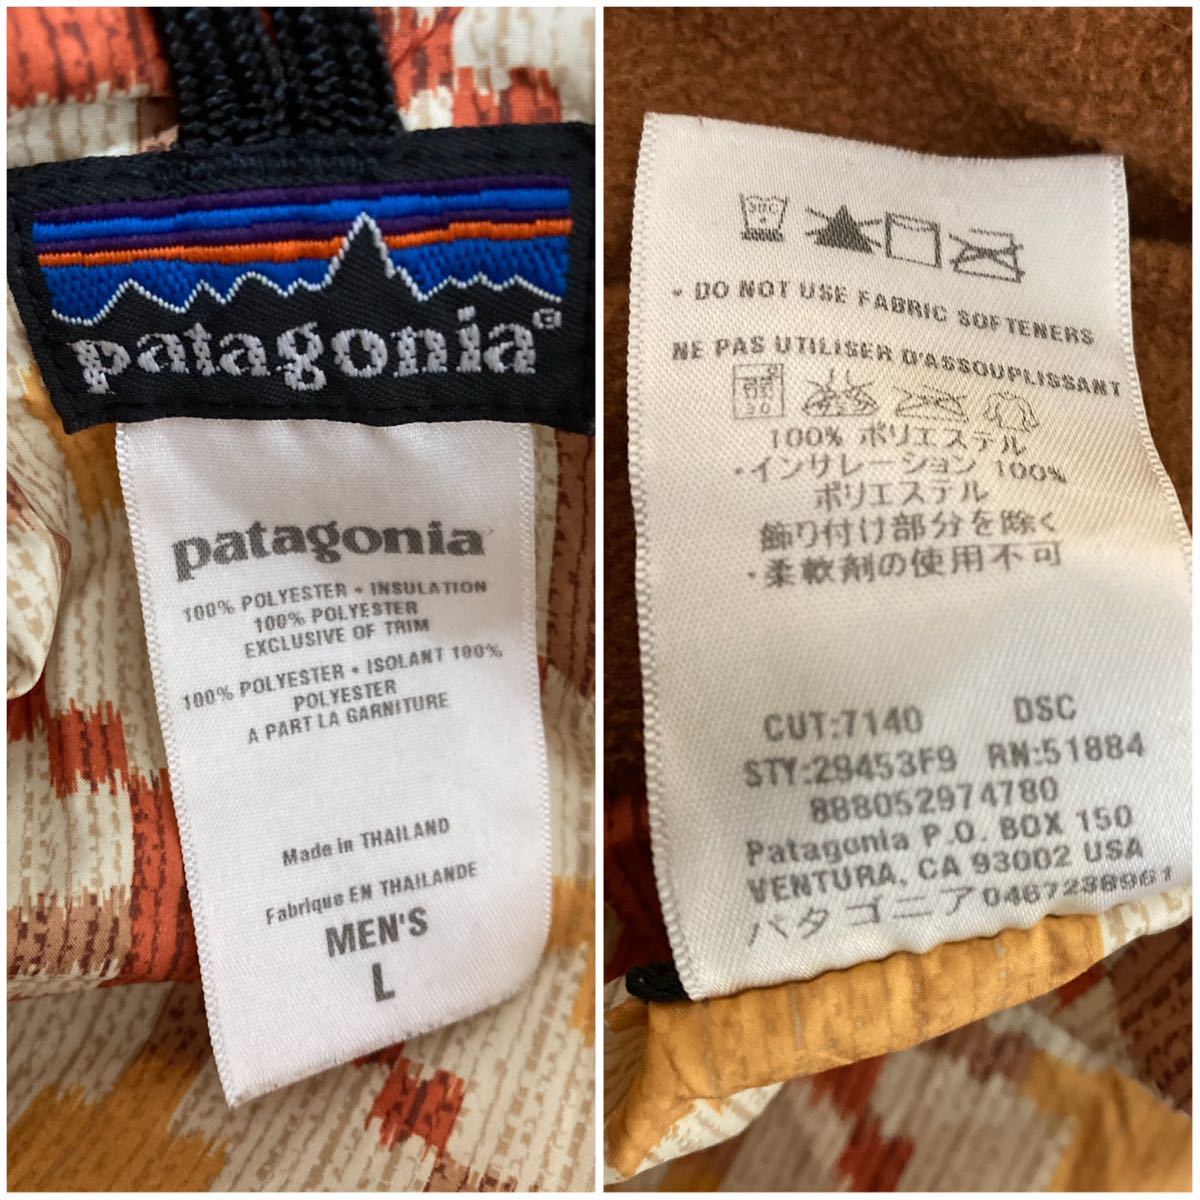 patagonia®
patagonia
100% POLYESTER • INSULATION
100% POLYESTER
EXCLUSIVE OF TRIM
100% POLYESTER • ISOLANT 100%
POLYESTER
A PART LA GARNITURE
Made in THAILAND
Fabrique EN THAILANDE
MEN'S
L
30C
• DO NOT USE FABRIC SOFTENERS
NE PAS UTILISER D'ASSOUPLISSANT
30
100% ポリエステル
・インサレーション 100%
ポリエステル
飾り付け部分を除く
・柔軟剤の使用不可
CUT:7140 DSC
STY:29453F9 RN:51884
888052974780
Patagonia P.O. BOX 150
VENTURA, CA 93002 USA
パタゴニア 0467238961